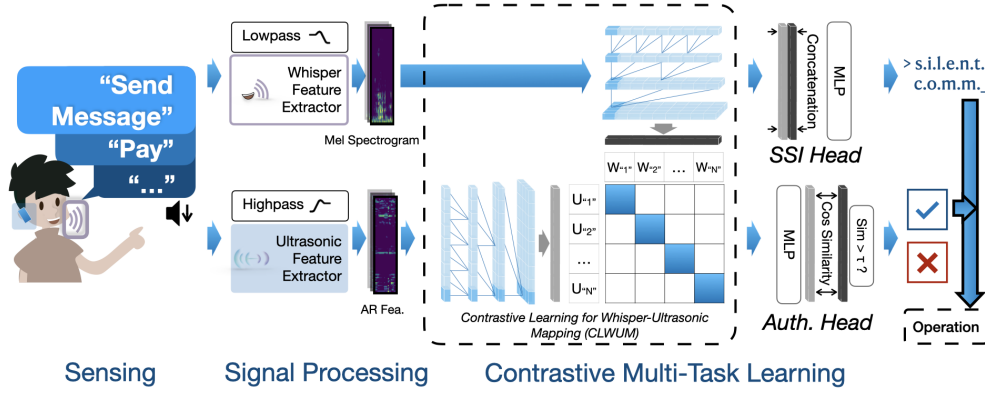 “Send
Message”
“Pay”
“...”
Lowpass
Whisper
Feature
Extractor
Mel Spectrogram
Highpass
Ultrasonic
Feature
Extractor
AR Fea.
W“1”
W“2”
...
W“N”
U“1”
U“2”
...
U“N”
Contrastive Learning for Whisper-Ultrasonic
Mapping (CLWUM)
Concatenation
MLP
SSI Head
MLP
Cos Similarity
Sim > τ ?
Auth. Head
> s.i.l.e.n.t.
c.o.m.m._
Operation
Sensing
Signal Processing
Contrastive Multi-Task Learning